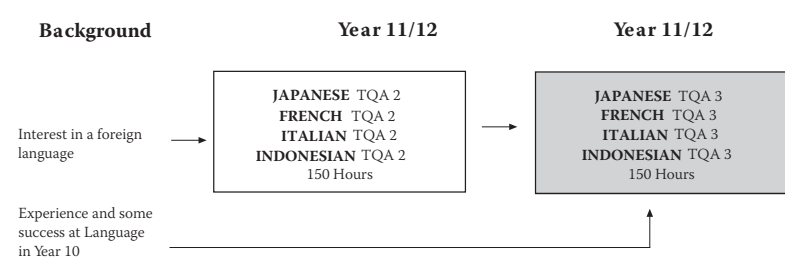 Background
Year 11/12
Year 11/12
Interest in a foreign
language
JAPANESE TQA 2
FRENCH TQA 2
ITALIAN TQA 2
INDONESIAN TQA 2
150 Hours
JAPANESE TQA 3
FRENCH TQA 3
ITALIAN TQA 3
INDONESIAN TQA 3
150 Hours
Experience and some
success at Language
in Year 10